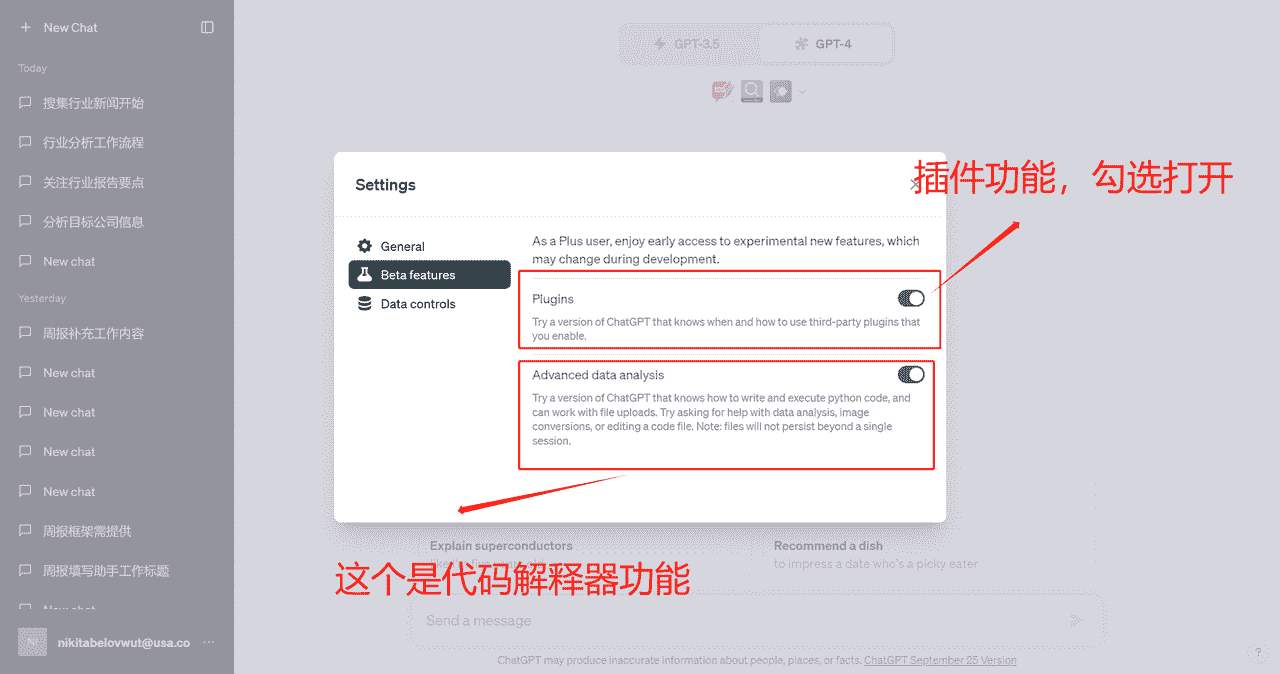 New Chat
Today
搜集行业新闻开始
行业分析工作流程
关注行业报告要点
分析目标公司信息
New chat
Yesterday
周报补充工作内容
New chat
New chat
New chat
New chat
周报框架需提供
周报填写助手工作标题
New chat
NI
nikitabelovwut@usa.co
GPT-3.5
GPT-4
Settings
General
Beta features
Data controls
As a Plus user, enjoy early access to experimental new features, which
may change during development.
Plugins
Try a version of ChatGPT that knows when and how to use third-party plugins that
you enable.
Advanced data analysis
Try a version of ChatGPT that knows how to write and execute python code, and
can work with file uploads. Try asking for help with data analysis, image
conversions, or editing a code file. Note: files will not persist beyond a single
session.
插件功能，勾选打开
这个是代码解释器功能
Explain superconductors
Recommend a dish
to impress a date who's a picky eater
Send a message
ChatGPT may produce inaccurate information about people, places, or facts. ChatGPT September 25 Version
?